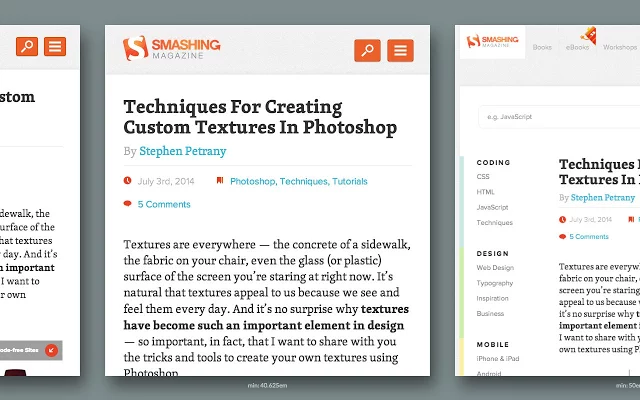 stom
dewalk, the
urface of the
hat textures
day. And it's
n important
I want to
r own
ode-free Sites
SMASHING
MAGAZINE
Techniques For Creating
Custom Textures In Photoshop
By Stephen Petrany
July 3rd, 2014
Photoshop, Techniques, Tutorials
5 Comments
Textures are everywhere — the concrete of a sidewalk,
the fabric on your chair, even the glass (or plastic)
surface of the screen you're staring at right now. It's
natural that textures appeal to us because we see and
feel them every day. And it's no surprise why textures
have become such an important element in design
— so important, in fact, that I want to share with you
the tricks and tools to create your own textures using
Photoshop
min: 40.625em
SMASHING
MAGAZINE
Books eBooks Workshops
e.g. JavaScript
CODING
CSS
HTML
JavaScript
Techniques
DESIGN
Web Design
Typography
Inspiration
Business
MOBILE
iPhone & iPad
Android
Techniques
Textures In
By Stephen Petrany
July 3rd, 2014
5 Comments
Textures are everyw
fabric on your chair,
screen you're staring
appeal to us because
it's no surprise why t
important element i
I want to share with y
own textures using P
min: 50em